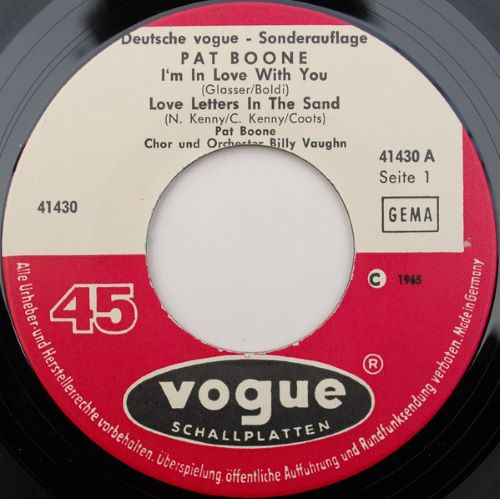 Deutsche vogue - Sonderauflage
PAT BOONE
I'm In Love With You
(Glasser/Boldi)
Love Letters In The Sand
(N. Kenny/C. Kenny/Coots)
Pat Boone
Chor und Orchester Billy Vaughn
41430 A
Seite 1
41430
GEMA
45
C 1965
vogue ®
SCHALLPLATTEN
Alle Urheber- und Herstellerrechte vorbehalten. Überspielung, öffentliche Aufführung und Rundfunksendung verboten. Made in Germany